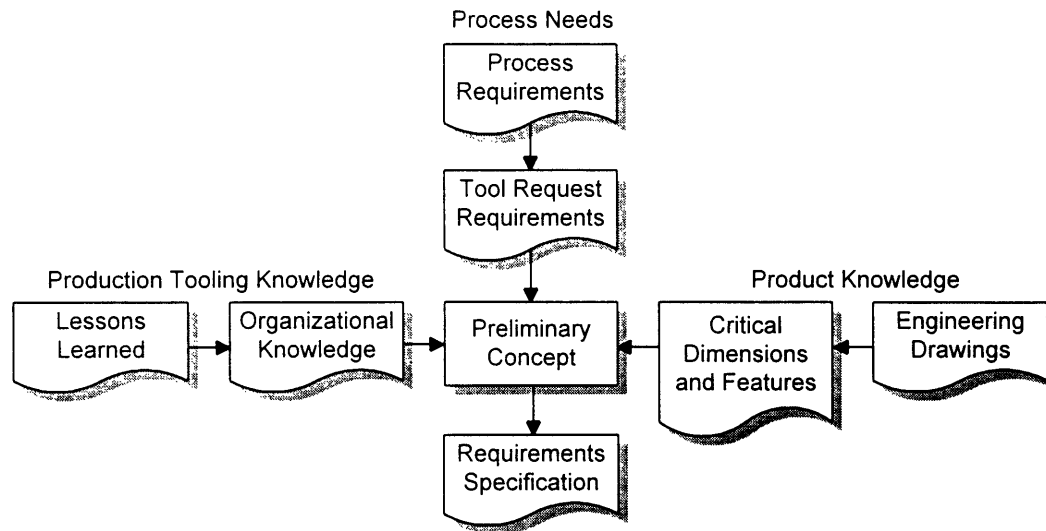 Process Needs
Process
Requirements
Tool Request
Requirements
Production Tooling Knowledge
Product Knowledge
Lessons
Learned
Organizational
Knowledge
Preliminary
Concept
Critical
Dimensions
and Features
Engineering
Drawings
Requirements
Specification